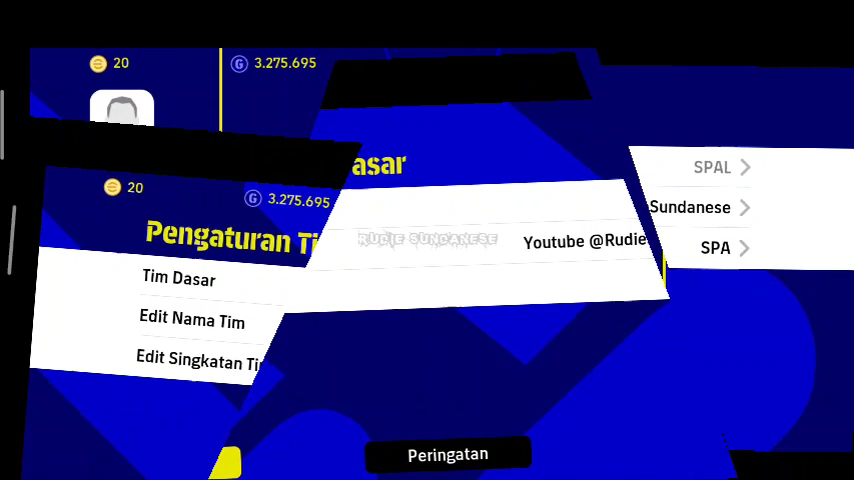 20
G 3.275.695
20
G 3.275.695
asar
Pengaturan Ti
SPAL
Sundanese
RUDIE SUNDANESE
Youtube @Rudie
SPA
Tim Dasar
Edit Nama Tim
Edit Singkatan Ti
Peringatan